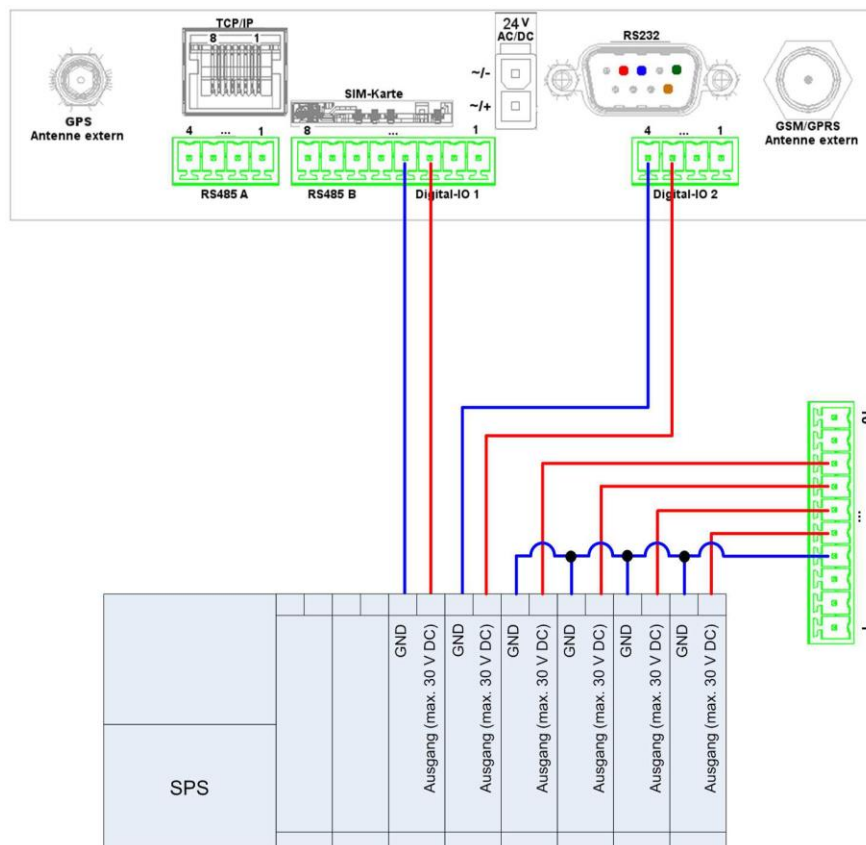 TCP/IP
8 1
24 V
AC/DC
RS232
GPS
Antenne extern
SIM-Karte
~/-
~/+
GSM/GPRS
Antenne extern
4 ... 1
8 ... 1
4 ... 1
RS485 A
RS485 B
Digital-IO 1
Digital-IO 2
10
...
1
GND
Ausgang (max. 30 V DC)
GND
Ausgang (max. 30 V DC)
GND
Ausgang (max. 30 V DC)
GND
Ausgang (max. 30 V DC)
GND
Ausgang (max. 30 V DC)
GND
Ausgang (max. 30 V DC)
SPS